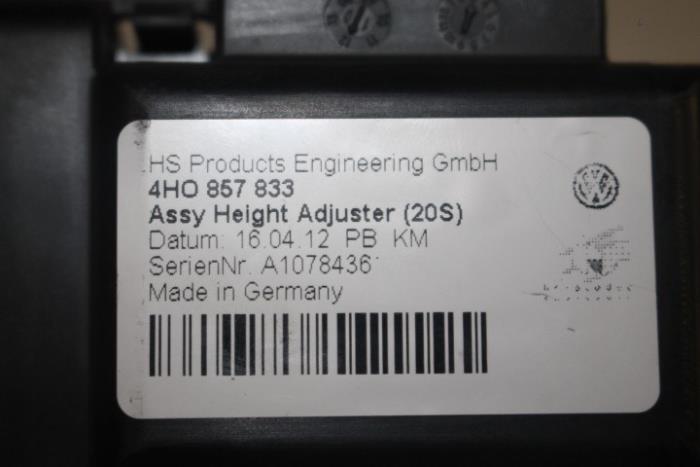 HS Products Engineering GmbH
4H0 857 833
Assy Height Adjuster (20S)
Datum: 16.04.12 PB KM
SerienNr. A1078436
Made in Germany